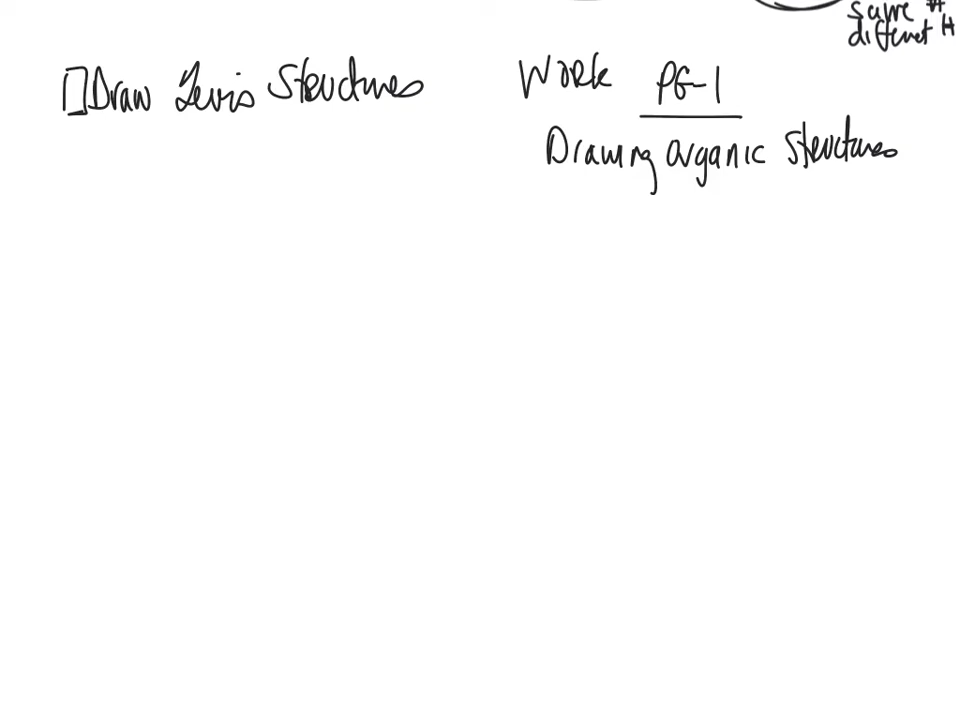 same #
different H
Draw Lewis Structures
Work PG-1
Drawing organic structures